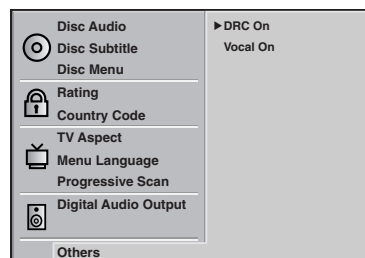 Disc Audio
Disc Subtitle
Disc Menu
Rating
Country Code
TV Aspect
Menu Language
Progressive Scan
Digital Audio Output
Others
DRC On
Vocal On